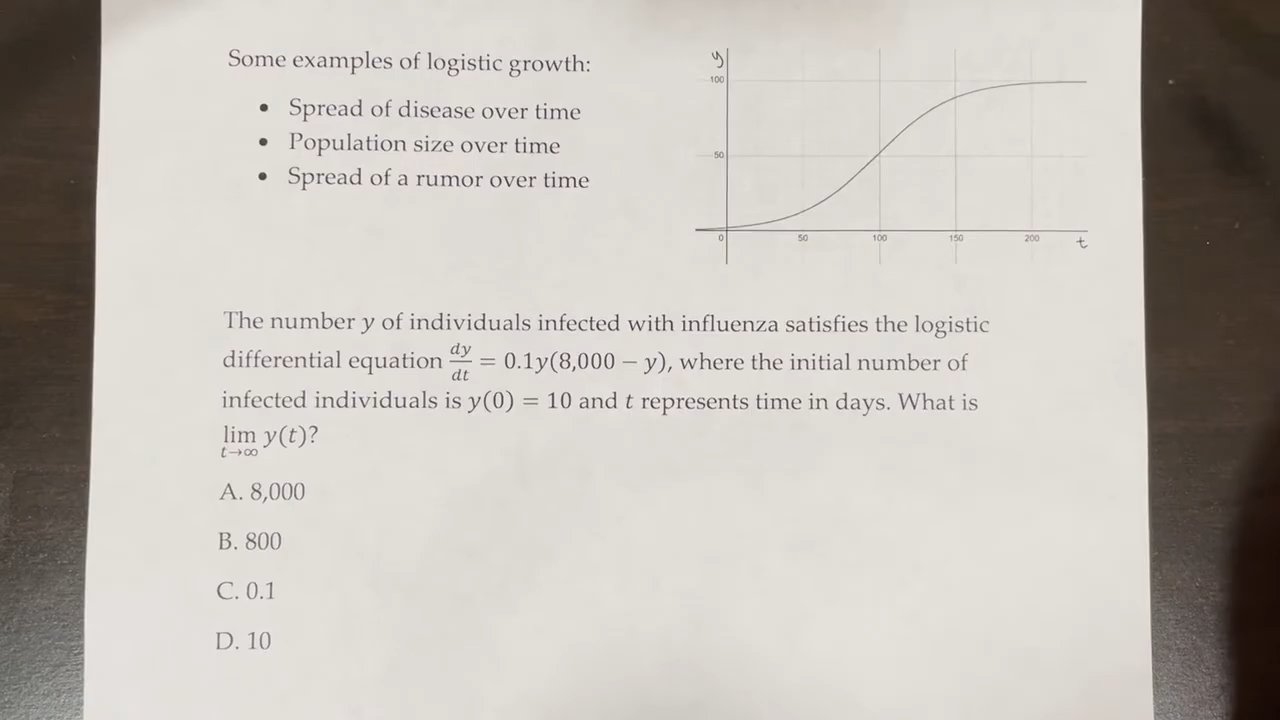 Some examples of logistic growth:
• Spread of disease over time
• Population size over time
• Spread of a rumor over time
y
100
50
0 50 100 150 200 t
The number y of individuals infected with influenza satisfies the logistic
differential equation dy/dt = 0.1y(8,000 − y), where the initial number of
infected individuals is y(0) = 10 and t represents time in days. What is
lim t→∞ y(t)?
A. 8,000
B. 800
C. 0.1
D. 10